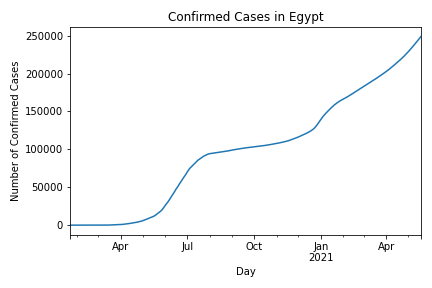 Confirmed Cases in Egypt
250000
200000
150000
100000
50000
0
Number of Confirmed Cases
Apr
Jul
Oct
Jan
2021
Apr
Day